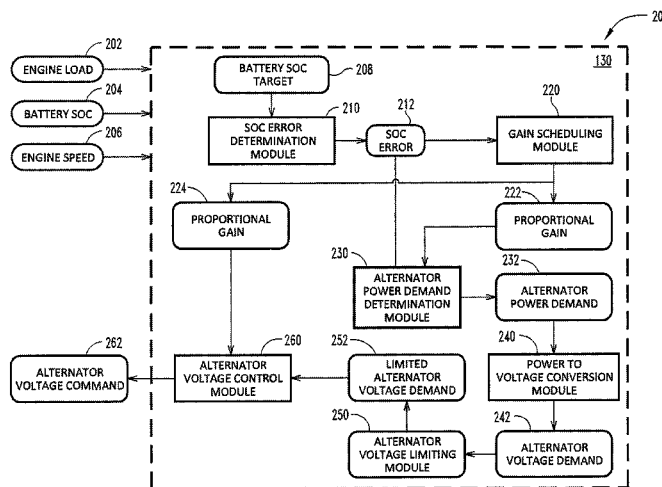 20
202
ENGINE LOAD
204
BATTERY SOC
206
ENGINE SPEED
130
BATTERY SOC
TARGET
208
210
SOC ERROR
DETERMINATION
MODULE
212
SOC
ERROR
220
GAIN SCHEDULING
MODULE
224
PROPORTIONAL
GAIN
222
PROPORTIONAL
GAIN
230
ALTERNATOR
POWER DEMAND
DETERMINATION
MODULE
232
ALTERNATOR
POWER DEMAND
262
ALTERNATOR
VOLTAGE COMMAND
260
ALTERNATOR
VOLTAGE CONTROL
MODULE
252
LIMITED
ALTERNATOR
VOLTAGE DEMAND
240
POWER TO
VOLTAGE CONVERSION
MODULE
250
ALTERNATOR
VOLTAGE LIMITING
MODULE
242
ALTERNATOR
VOLTAGE DEMAND